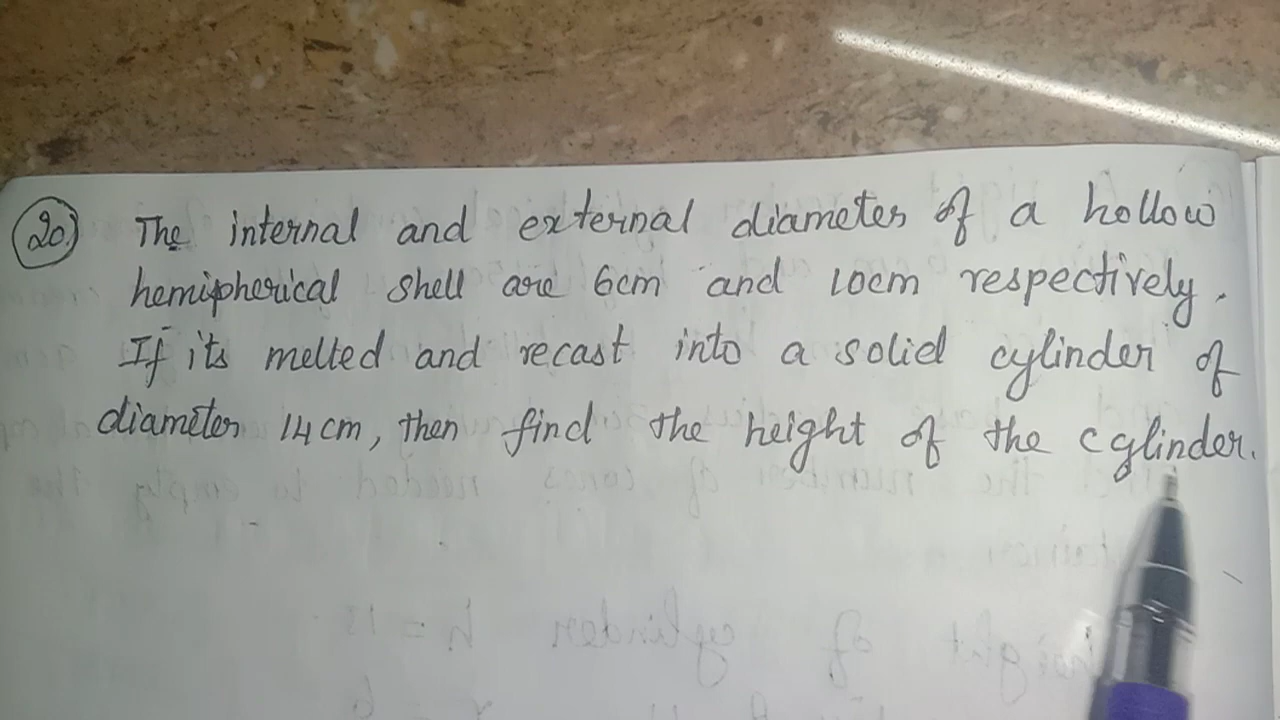 20) The internal and external diameter of a hollow
hemispherical shell are 6cm and 10cm respectively.
If its melted and recast into a solid cylinder of
diameter 14cm, then find the height of the cylinder.